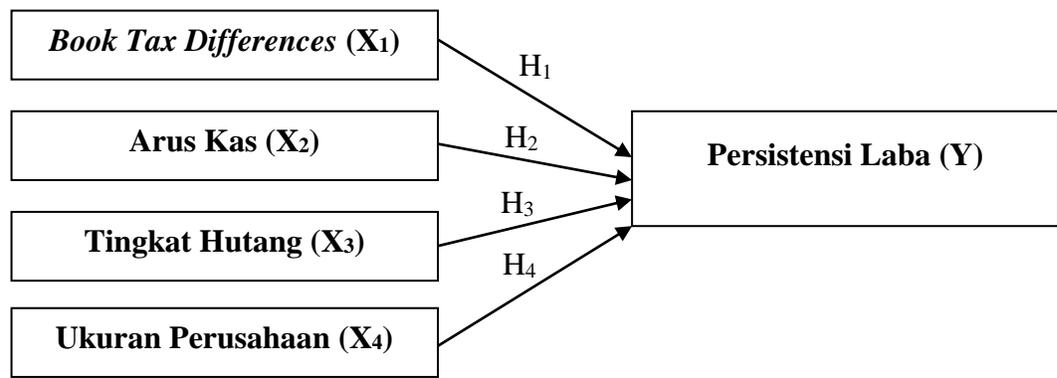 Book Tax Differences (X1)
H1
Arus Kas (X2)
H2
Persistensi Laba (Y)
H3
Tingkat Hutang (X3)
H4
Ukuran Perusahaan (X4)